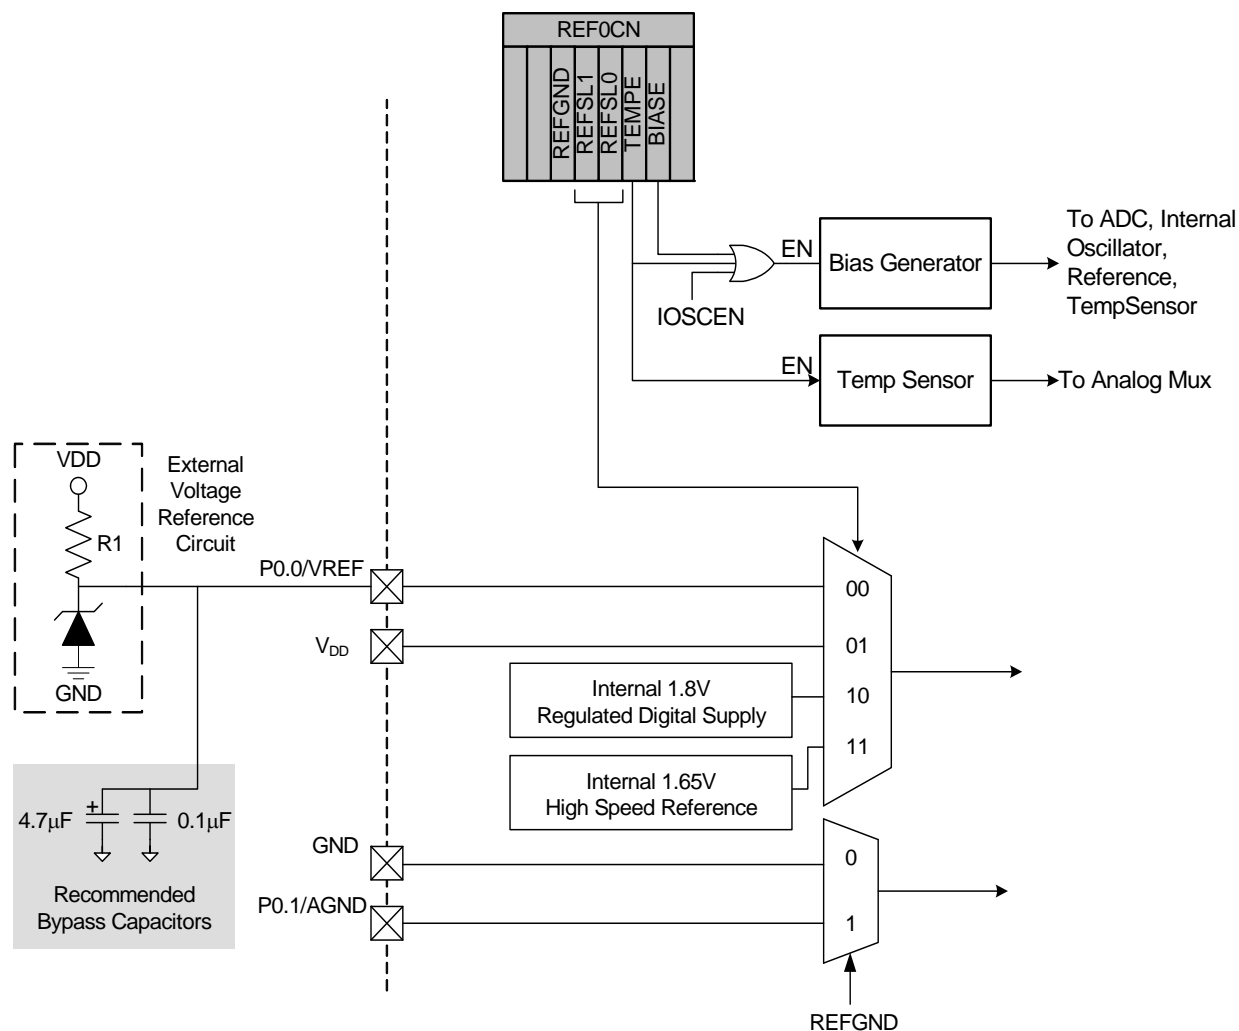 REF0CN
REFGND
REFSL1
REFSL0
TEMPE
BIASE
EN
Bias Generator
To ADC, Internal
Oscillator,
Reference,
TempSensor
IOSCEN
EN
Temp Sensor
To Analog Mux
VDD
R1
GND
External
Voltage
Reference
Circuit
P0.0/VREF
00
VDD
01
Internal 1.8V
Regulated Digital Supply
10
11
Internal 1.65V
High Speed Reference
4.7μF
+
0.1μF
Recommended
Bypass Capacitors
GND
0
P0.1/AGND
1
REFGND